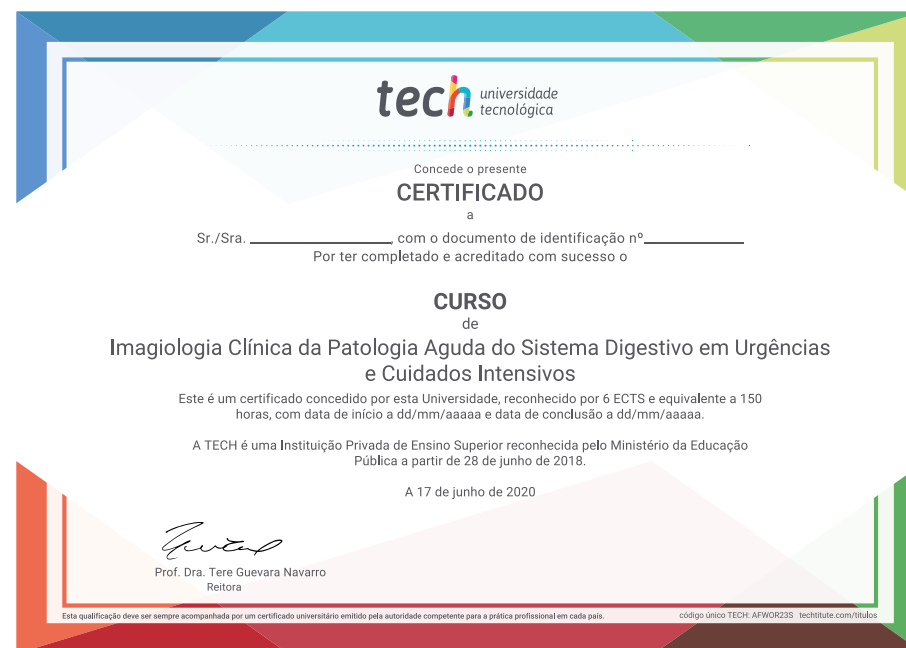 tech universidade
tecnológica
Concede o presente
CERTIFICADO
a
Sr./Sra. ____________________, com o documento de identificação nº______________
Por ter completado e acreditado com sucesso o
CURSO
de
Imagiologia Clínica da Patologia Aguda do Sistema Digestivo em Urgências
e Cuidados Intensivos
Este é um certificado concedido por esta Universidade, reconhecido por 6 ECTS e equivalente a 150
horas, com data de início a dd/mm/aaaaa e data de conclusão a dd/mm/aaaaa.
A TECH é uma Instituição Privada de Ensino Superior reconhecida pelo Ministério da Educação
Pública a partir de 28 de junho de 2018.
A 17 de junho de 2020
Prof. Dra. Tere Guevara Navarro
Reitora
Esta qualificação deve ser sempre acompanhada por um certificado universitário emitido pela autoridade competente para a prática profissional em cada país.
código único TECH: AFWOR23S techtitute.com/titulos